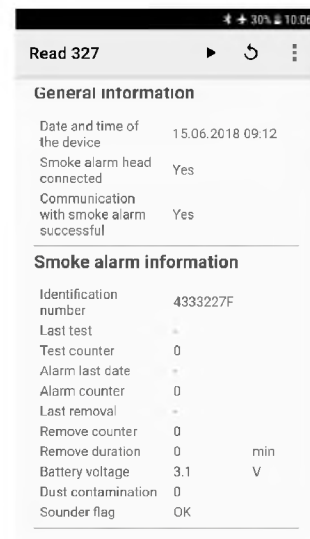 30% 10:06
Read 327
General information
Date and time of
the device 15.06.2018 09:12
Smoke alarm head
connected Yes
Communication
with smoke alarm Yes
successful
Smoke alarm information
Identification
number 4333227F
Last test -
Test counter 0
Alarm last date -
Alarm counter 0
Last removal -
Remove counter 0
Remove duration 0 min
Battery voltage 3.1 V
Dust contamination 0
Sounder flag OK